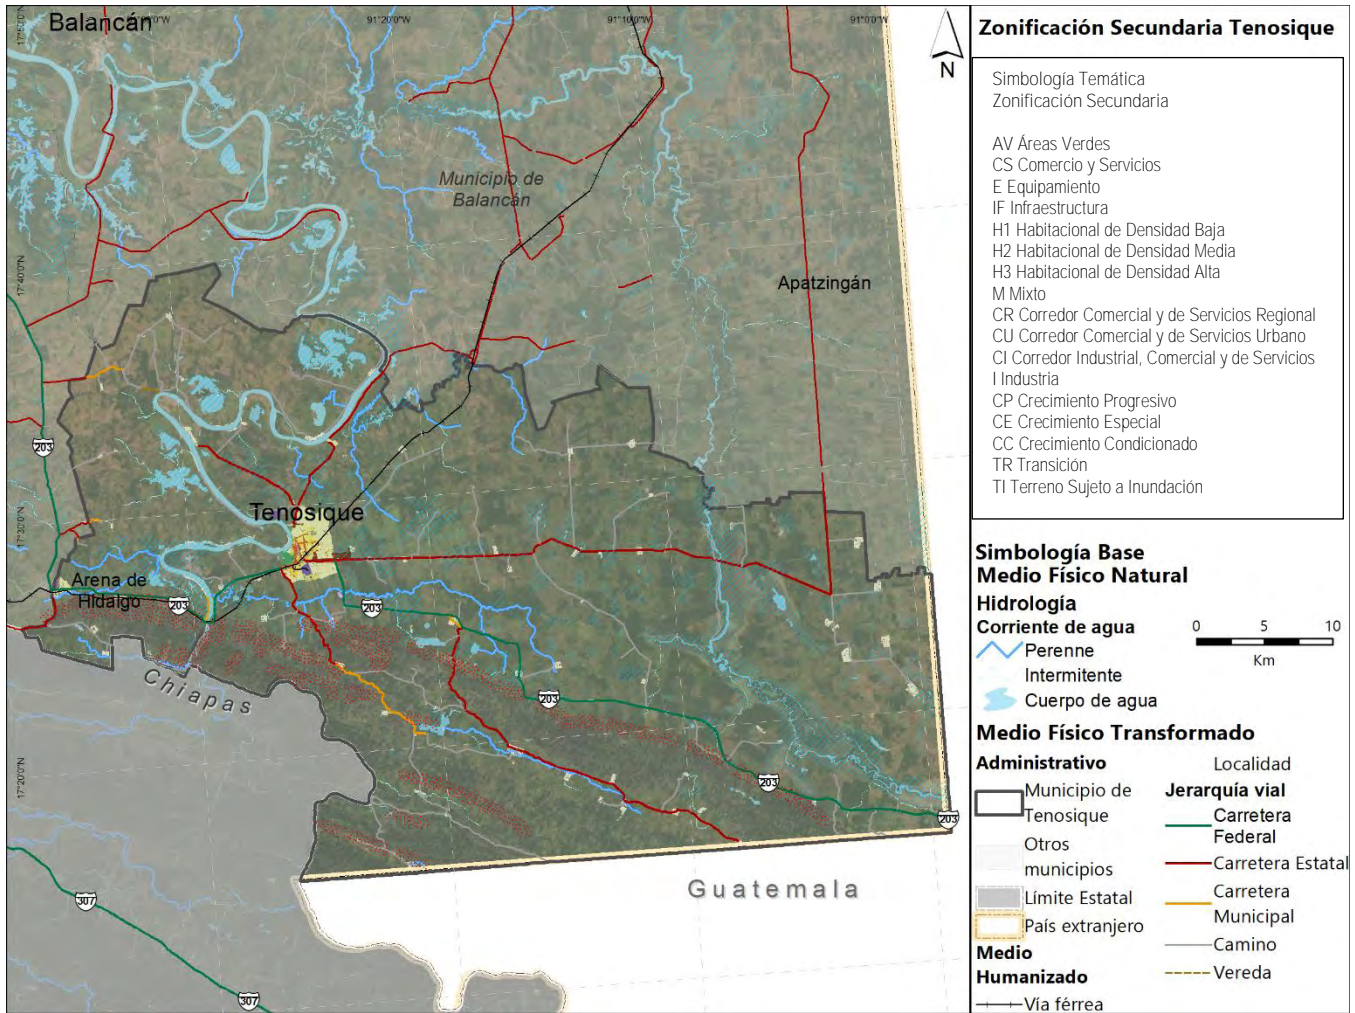 Balancán
91°20'0"W
91°10'0"W
91°0'0"W
17°50'0"N
N
Municipio de
Balancán
17°40'0"N
Apatzingán
203
Tenosique
17°30'0"N
Arena de
Hidalgo
203
203
Chiapas
203
17°20'0"N
203
203
Guatemala
307
307
Zonificación Secundaria Tenosique
Simbología Temática
Zonificación Secundaria
AV Áreas Verdes
CS Comercio y Servicios
E Equipamiento
IF Infraestructura
H1 Habitacional de Densidad Baja
H2 Habitacional de Densidad Media
H3 Habitacional de Densidad Alta
M Mixto
CR Corredor Comercial y de Servicios Regional
CU Corredor Comercial y de Servicios Urbano
CI Corredor Industrial, Comercial y de Servicios
I Industria
CP Crecimiento Progresivo
CE Crecimiento Especial
CC Crecimiento Condicionado
TR Transición
TI Terreno Sujeto a Inundación
Simbología Base
Medio Físico Natural
Hidrología
Corriente de agua
Perenne
Intermitente
Cuerpo de agua
0 5 10
Km
Medio Físico Transformado
Administrativo
Municipio de
Tenosique
Otros
municipios
Límite Estatal
País extranjero
Medio
Humanizado
Vía férrea
Localidad
Jerarquía vial
Carretera
Federal
Carretera Estatal
Carretera
Municipal
Camino
Vereda